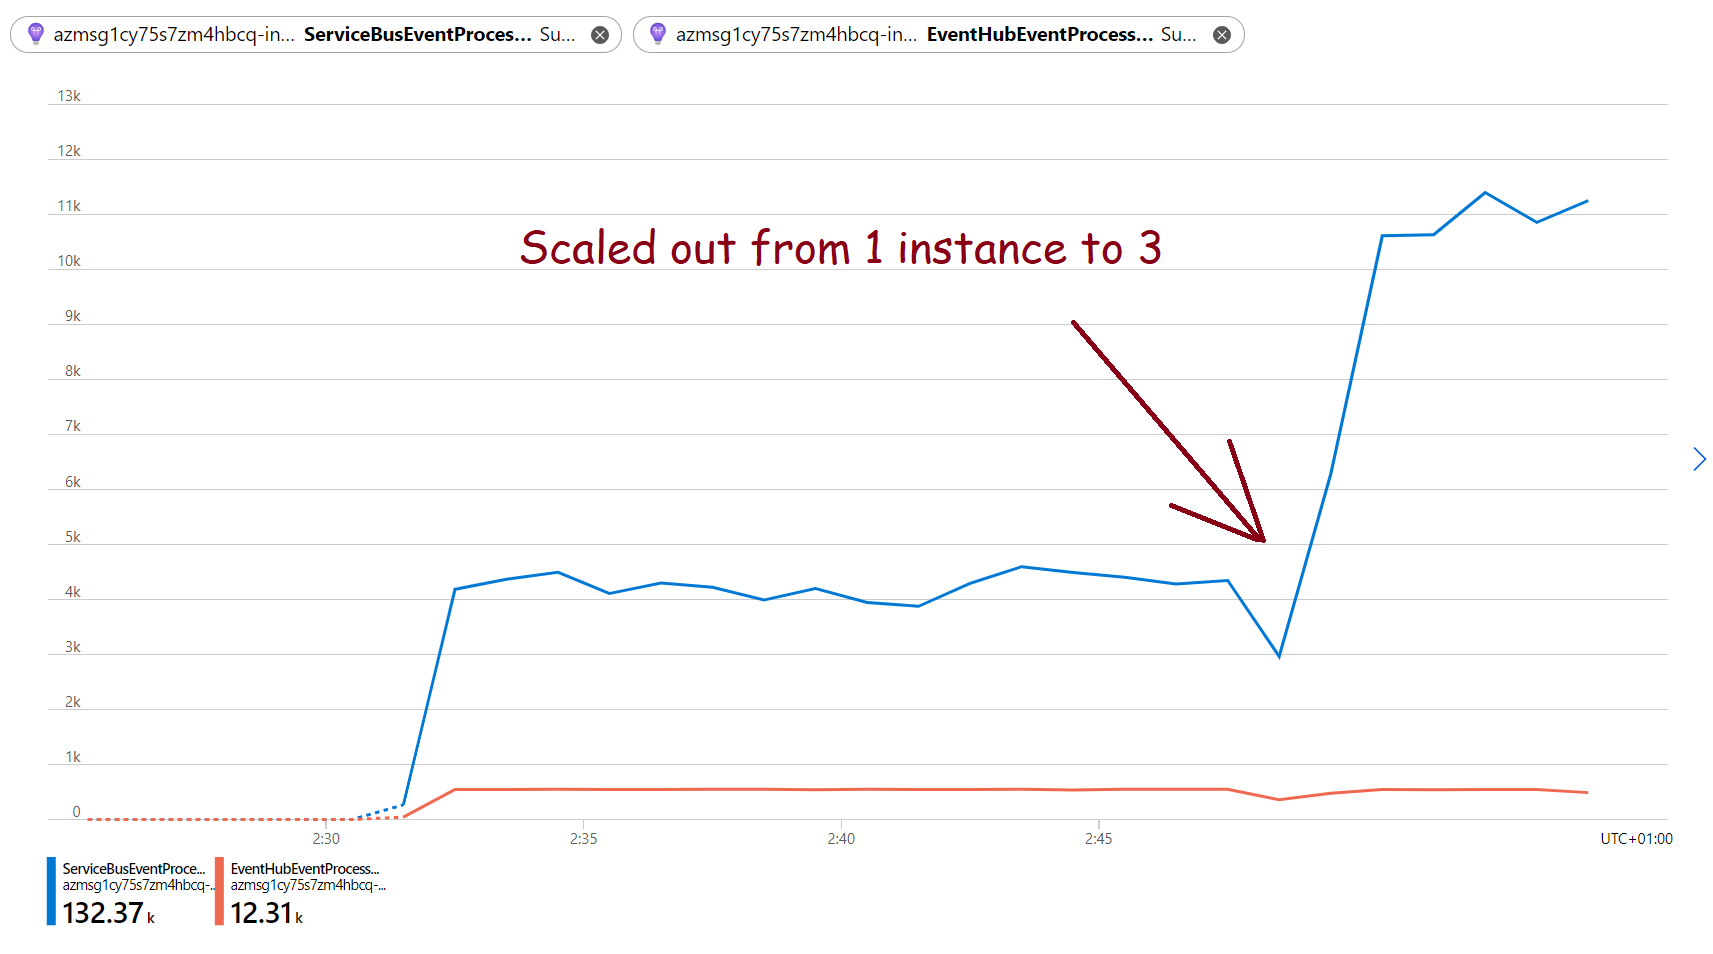 azmsg1cy75s7zm4hbcq-in... ServiceBusEventProces... Su...
azmsg1cy75s7zm4hbcq-in... EventHubEventProcess... Su...
13k
12k
11k
Scaled out from 1 instance to 3
10k
9k
8k
7k
6k
5k
4k
3k
2k
1k
0
2:30 2:35 2:40 2:45 UTC+01:00
ServiceBusEventProce...
azmsg1cy75s7zm4hbcq-...
132.37 k
EventHubEventProcess...
azmsg1cy75s7zm4hbcq-...
12.31 k